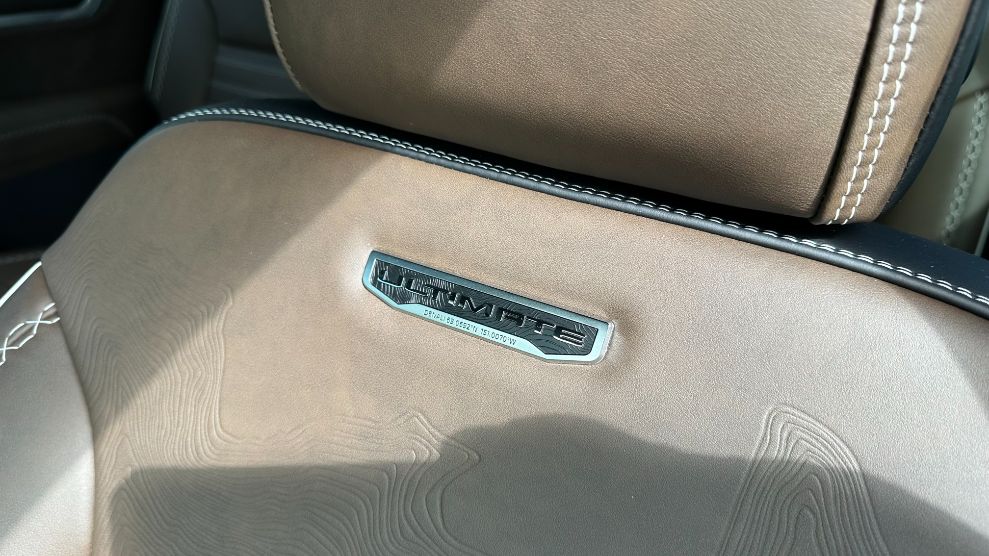 ULTIMATE
DENALI 63.0692°N, 151.0070°W